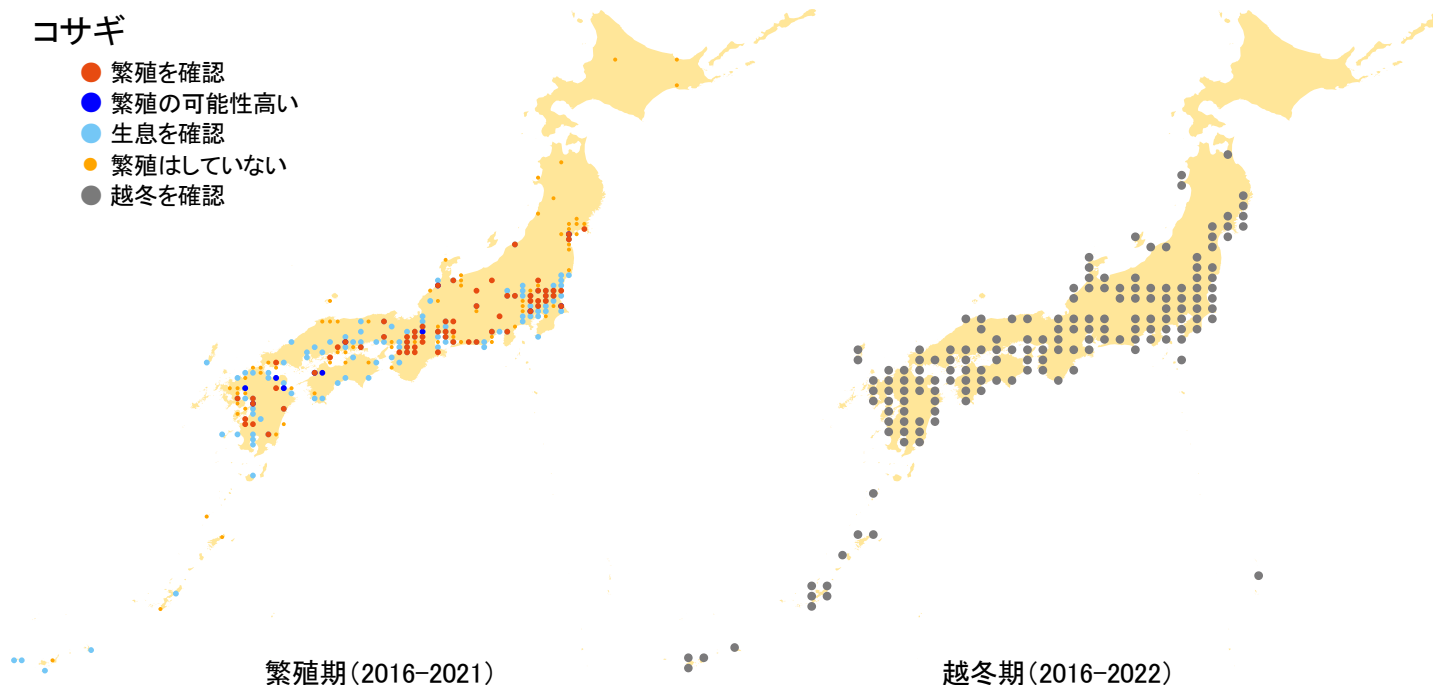 コサギ
繁殖を確認
繁殖の可能性高い
生息を確認
繁殖はしていない
越冬を確認
繁殖期(2016-2021)
越冬期(2016-2022)